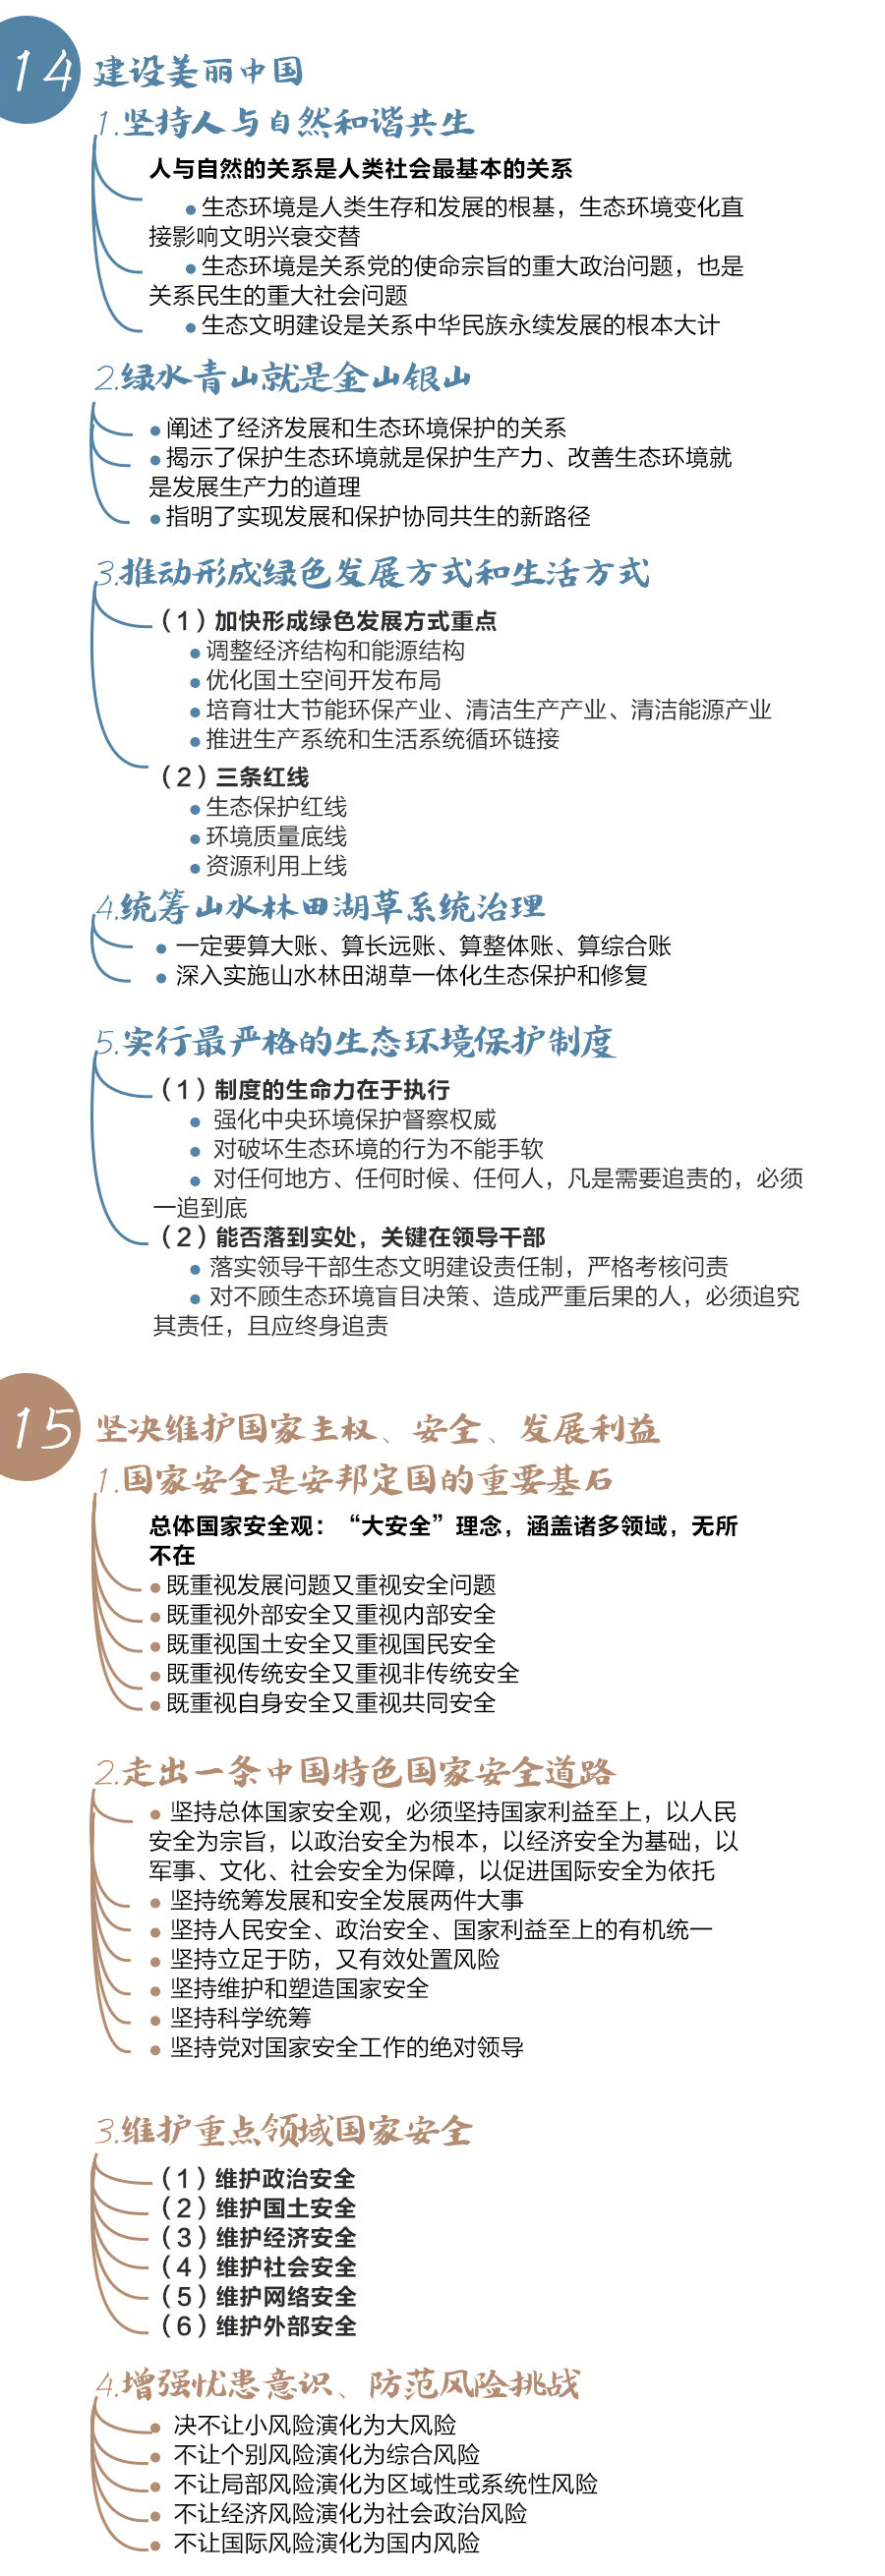 14 建设美丽中国
1.坚持人与自然和谐共生
人与自然的关系是人类社会最基本的关系
●生态环境是人类生存和发展的根基，生态环境变化直
接影响文明兴衰交替
●生态环境是关系党的使命宗旨的重大政治问题，也是
关系民生的重大社会问题
●生态文明建设是关系中华民族永续发展的根本大计
2.绿水青山就是金山银山
●阐述了经济发展和生态环境保护的关系
●揭示了保护生态环境就是保护生产力、改善生态环境就
是发展生产力的道理
●指明了实现发展和保护协同共生的新路径
3.推动形成绿色发展方式和生活方式
（1）加快形成绿色发展方式重点
●调整经济结构和能源结构
●优化国土空间开发布局
●培育壮大节能环保产业、清洁生产产业、清洁能源产业
●推进生产系统和生活系统循环链接
（2）三条红线
●生态保护红线
●环境质量底线
●资源利用上线
4.统筹山水林田湖草系统治理
● 一定要算大账、算长远账、算整体账、算综合账
● 深入实施山水林田湖草一体化生态保护和修复
5.实行最严格的生态环境保护制度
（1）制度的生命力在于执行
● 强化中央环境保护督察权威
● 对破坏生态环境的行为不能手软
● 对任何地方、任何时候、任何人，凡是需要追责的，必须
一追到底
（2）能否落到实处，关键在领导干部
● 落实领导干部生态文明建设责任制，严格考核问责
● 对不顾生态环境盲目决策、造成严重后果的人，必须追究
其责任，且应终身追责
15 坚决维护国家主权、安全、发展利益
1.国家安全是安邦定国的重要基石
总体国家安全观：“大安全”理念，涵盖诸多领域，无所
不在
●既重视发展问题又重视安全问题
●既重视外部安全又重视内部安全
●既重视国土安全又重视国民安全
●既重视传统安全又重视非传统安全
●既重视自身安全又重视共同安全
2.走出一条中国特色国家安全道路
● 坚持总体国家安全观，必须坚持国家利益至上，以人民
安全为宗旨，以政治安全为根本，以经济安全为基础，以
军事、文化、社会安全为保障，以促进国际安全为依托
● 坚持统筹发展和安全发展两件大事
● 坚持人民安全、政治安全、国家利益至上的有机统一
● 坚持立足于防，又有效处置风险
● 坚持维护和塑造国家安全
● 坚持科学统筹
● 坚持党对国家安全工作的绝对领导
3.维护重点领域国家安全
（1）维护政治安全
（2）维护国土安全
（3）维护经济安全
（4）维护社会安全
（5）维护网络安全
（6）维护外部安全
4.增强忧患意识、防范风险挑战
● 决不让小风险演化为大风险
● 不让个别风险演化为综合风险
● 不让局部风险演化为区域性或系统性风险
● 不让经济风险演化为社会政治风险
● 不让国际风险演化为国内风险